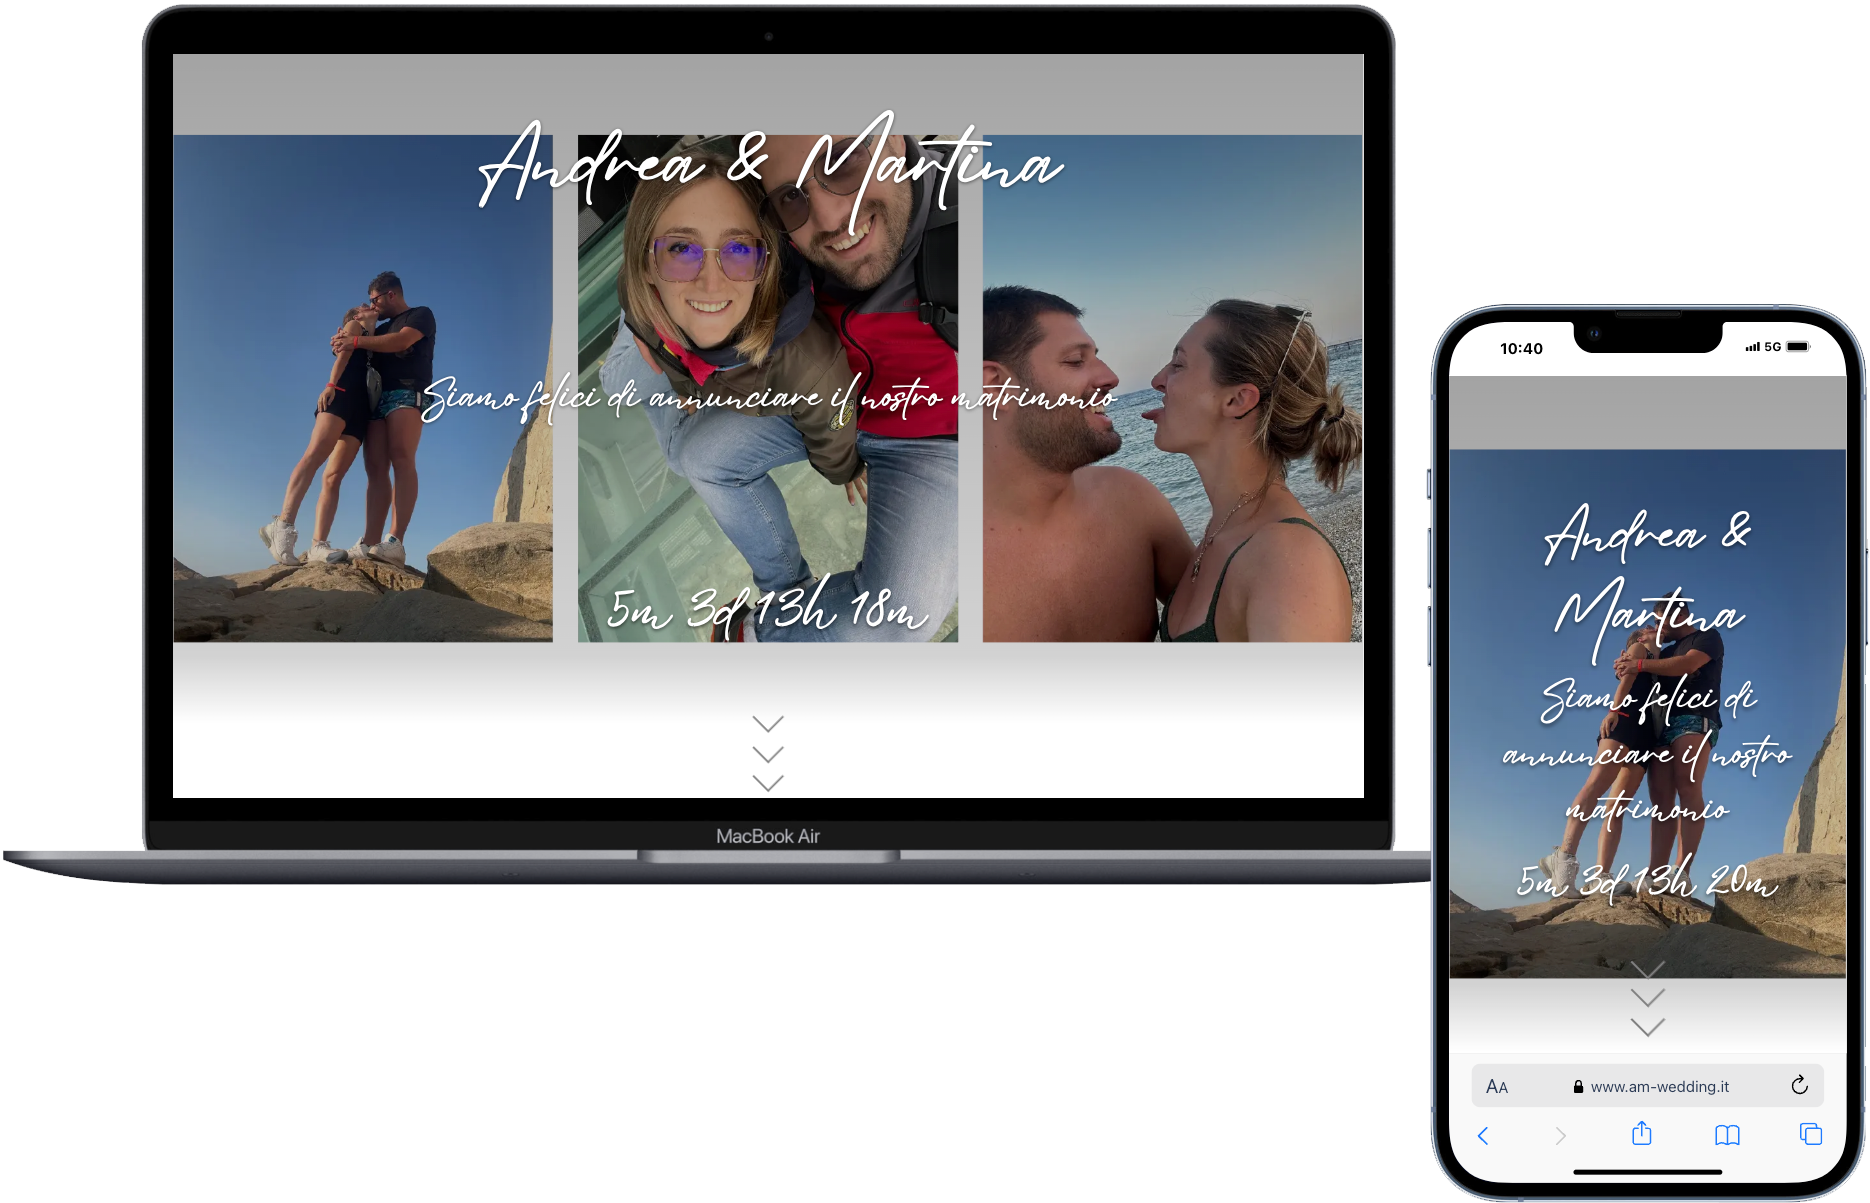 Andrea & Martina
Siamo felici di annunciare il nostro matrimonio
5m 3d 13h 18m
MacBook Air
10:40
5G
Andrea &
Martina
Siamo felici di
annunciare il nostro
matrimonio
5m 3d 13h 20m
AA www.am-wedding.it